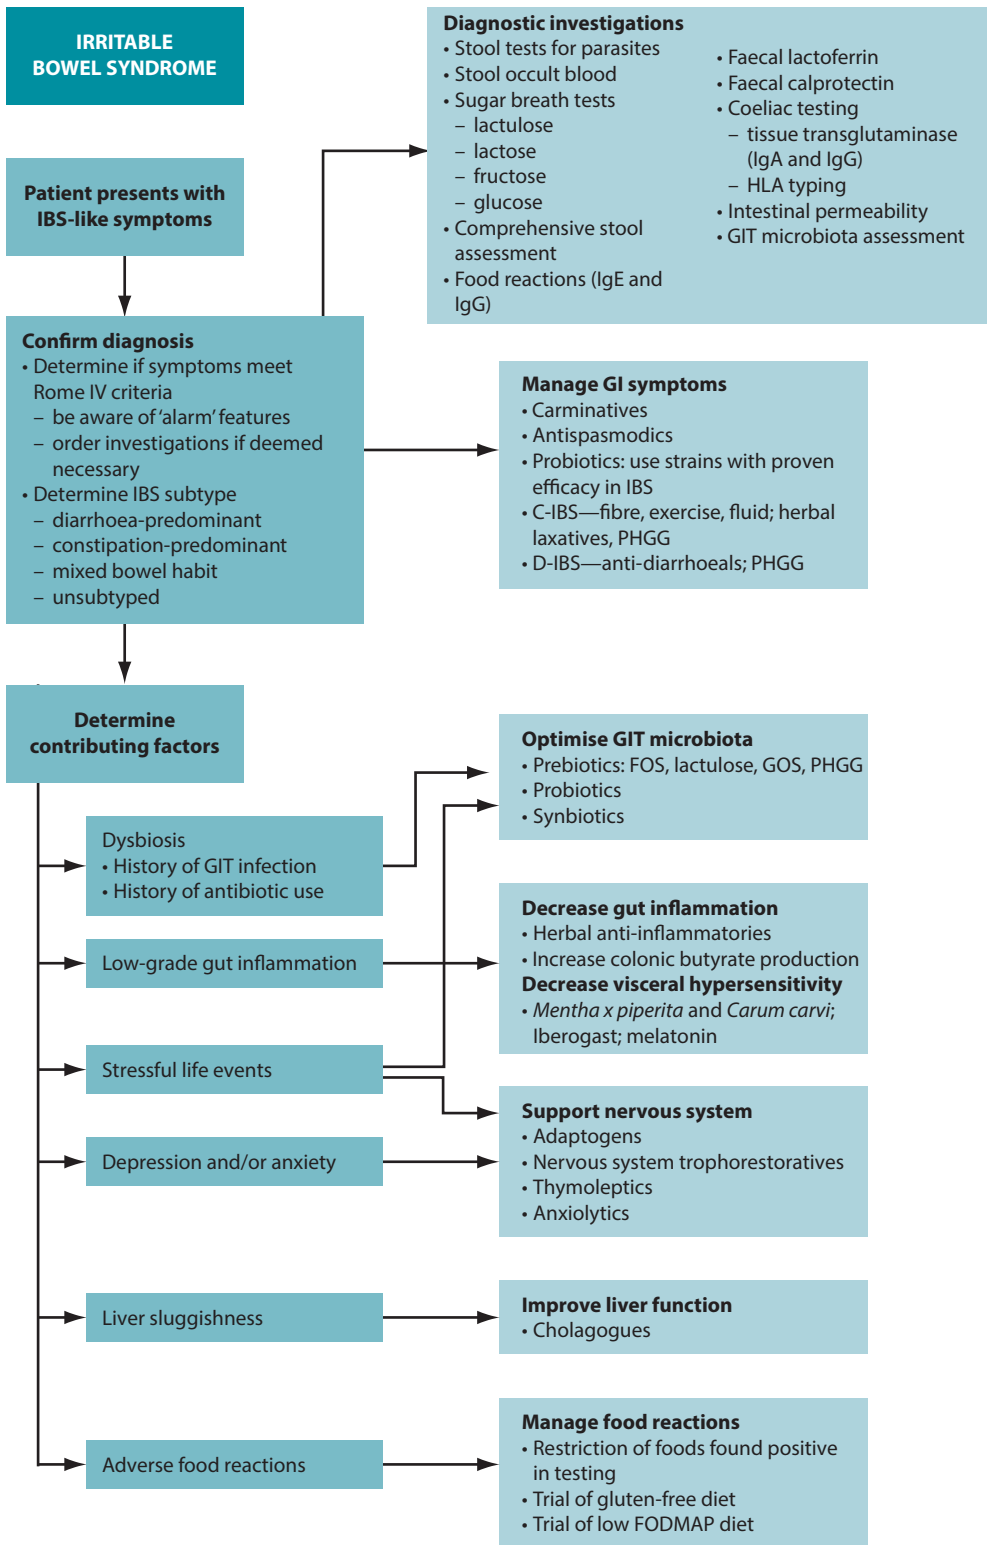 IRRITABLE
BOWEL SYNDROME
Patient presents with
IBS-like symptoms
Diagnostic investigations
• Stool tests for parasites
• Stool occult blood
• Sugar breath tests
– lactulose
– lactose
– fructose
– glucose
• Comprehensive stool
assessment
• Food reactions (IgE and
IgG)
• Faecal lactoferrin
• Faecal calprotectin
• Coeliac testing
– tissue transglutaminase
(IgA and IgG)
– HLA typing
• Intestinal permeability
• GIT microbiota assessment
Confirm diagnosis
• Determine if symptoms meet
Rome IV criteria
– be aware of ‘alarm’ features
– order investigations if deemed
necessary
• Determine IBS subtype
– diarrhoea-predominant
– constipation-predominant
– mixed bowel habit
– unsubtyped
Manage GI symptoms
• Carminatives
• Antispasmodics
• Probiotics: use strains with proven
efficacy in IBS
• C-IBS—fibre, exercise, fluid; herbal
laxatives, PHGG
• D-IBS—anti-diarrhoeals; PHGG
Determine
contributing factors
Dysbiosis
• History of GIT infection
• History of antibiotic use
Optimise GIT microbiota
• Prebiotics: FOS, lactulose, GOS, PHGG
• Probiotics
• Synbiotics
Low-grade gut inflammation
Decrease gut inflammation
• Herbal anti-inflammatories
• Increase colonic butyrate production
Decrease visceral hypersensitivity
• Mentha x piperita and Carum carvi;
Iberogast; melatonin
Stressful life events
Depression and/or anxiety
Support nervous system
• Adaptogens
• Nervous system trophorestoratives
• Thymoleptics
• Anxiolytics
Liver sluggishness
Improve liver function
• Cholagogues
Adverse food reactions
Manage food reactions
• Restriction of foods found positive
in testing
• Trial of gluten-free diet
• Trial of low FODMAP diet